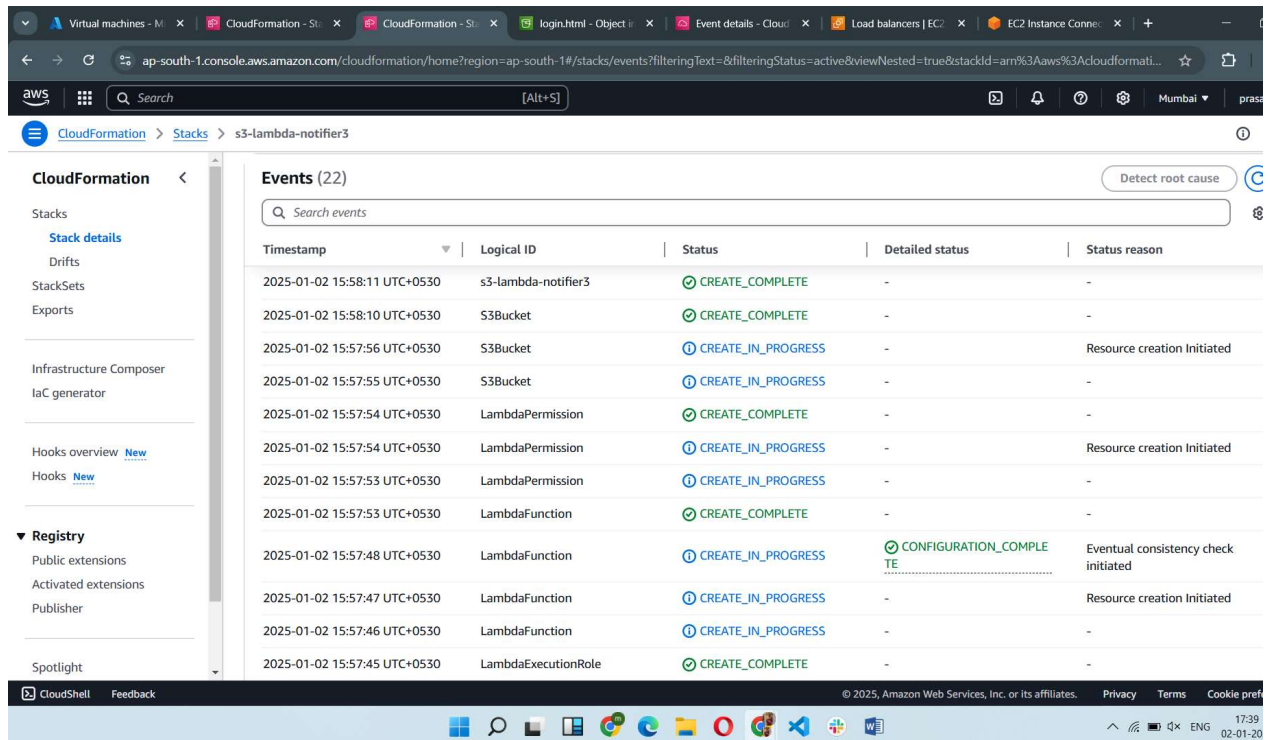 Virtual machines - Mi
CloudFormation - Sta
CloudFormation - Sta
login.html - Object in
Event details - Cloud
Load balancers | EC2
EC2 Instance Connec
ap-south-1.console.aws.amazon.com/cloudformation/home?region=ap-south-1#/stacks/events?filteringText=&filteringStatus=active&viewNested=true&stackId=arn%3Aaws%3Acloudformati...
aws Search [Alt+S] Mumbai prasa
CloudFormation > Stacks > s3-lambda-notifier3
CloudFormation
Stacks
Stack details
Drifts
StackSets
Exports
Infrastructure Composer
IaC generator
Hooks overview New
Hooks New
Registry
Public extensions
Activated extensions
Publisher
Spotlight
Events (22) Detect root cause
Search events
Timestamp Logical ID Status Detailed status Status reason
2025-01-02 15:58:11 UTC+0530 s3-lambda-notifier3 CREATE_COMPLETE - -
2025-01-02 15:58:10 UTC+0530 S3Bucket CREATE_COMPLETE - -
2025-01-02 15:57:56 UTC+0530 S3Bucket CREATE_IN_PROGRESS - Resource creation Initiated
2025-01-02 15:57:55 UTC+0530 S3Bucket CREATE_IN_PROGRESS - -
2025-01-02 15:57:54 UTC+0530 LambdaPermission CREATE_COMPLETE - -
2025-01-02 15:57:54 UTC+0530 LambdaPermission CREATE_IN_PROGRESS - Resource creation Initiated
2025-01-02 15:57:53 UTC+0530 LambdaPermission CREATE_IN_PROGRESS - -
2025-01-02 15:57:53 UTC+0530 LambdaFunction CREATE_COMPLETE - -
2025-01-02 15:57:48 UTC+0530 LambdaFunction CREATE_IN_PROGRESS CONFIGURATION_COMPLE
TE Eventual consistency check
initiated
2025-01-02 15:57:47 UTC+0530 LambdaFunction CREATE_IN_PROGRESS - Resource creation Initiated
2025-01-02 15:57:46 UTC+0530 LambdaFunction CREATE_IN_PROGRESS - -
2025-01-02 15:57:45 UTC+0530 LambdaExecutionRole CREATE_COMPLETE - -
CloudShell Feedback © 2025, Amazon Web Services, Inc. or its affiliates. Privacy Terms Cookie prefe
ENG 17:39
02-01-20